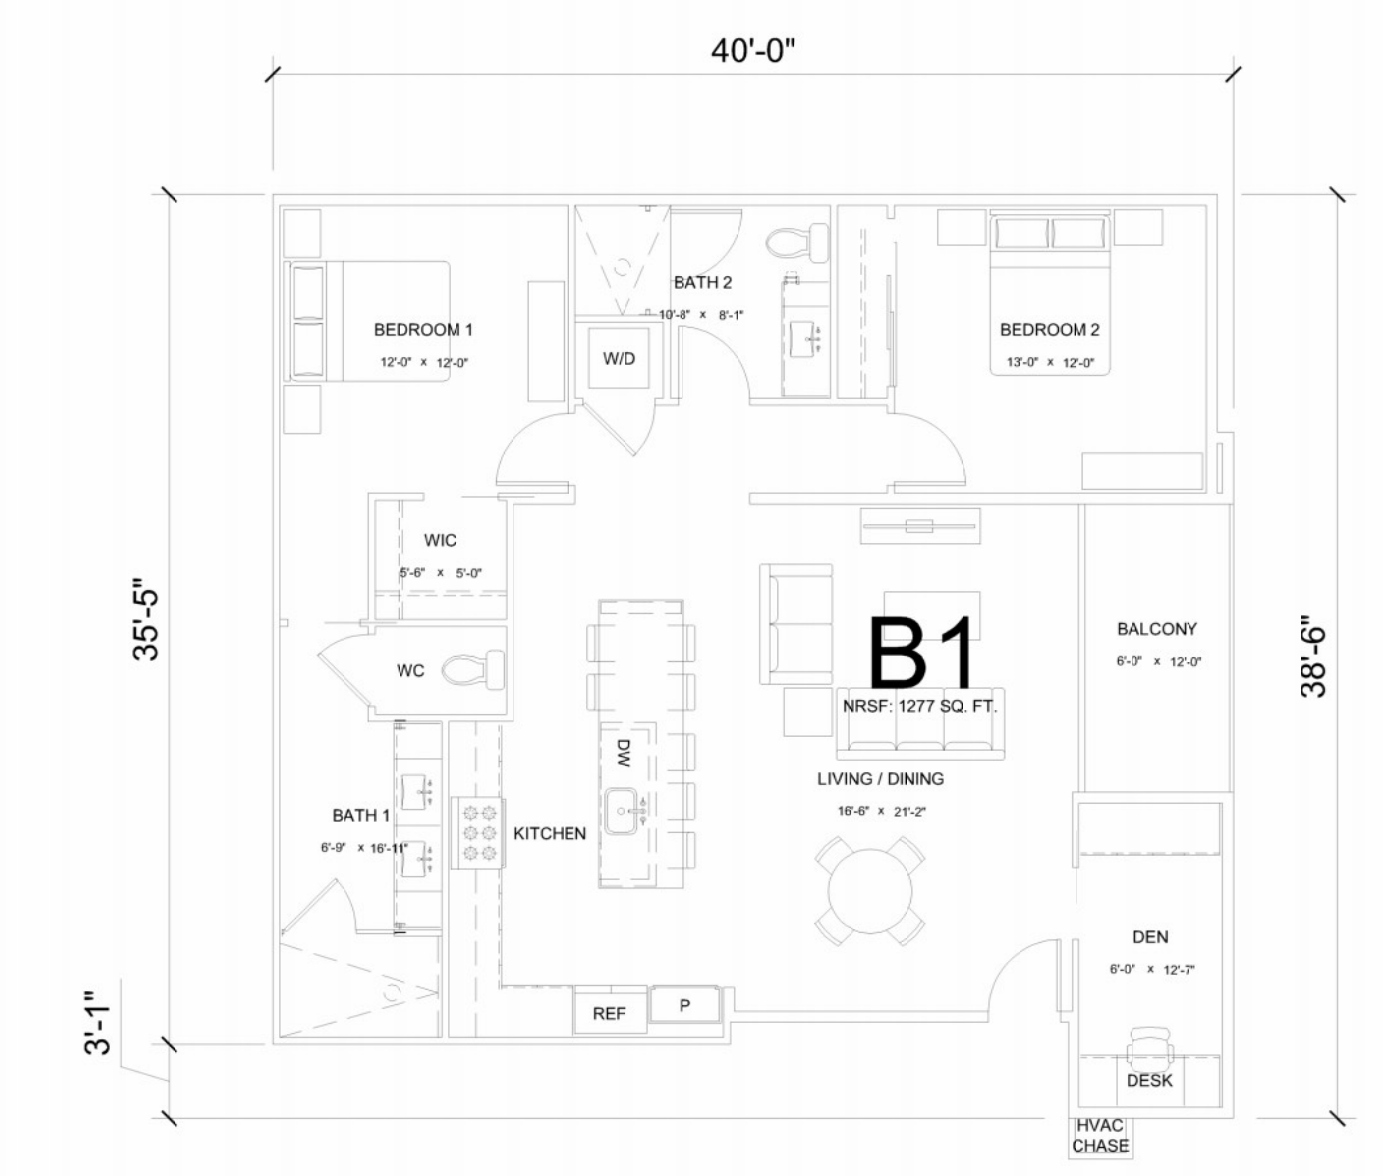 40'-0"
BATH 2
10'-8" x 8'-1"
BEDROOM 1
12'-0" x 12'-0"
W/D
BEDROOM 2
13'-0" x 12'-0"
WIC
5'-6" x 5'-0"
35'-5"
B1
NRSF: 1277 SQ. FT.
BALCONY
6'-0" x 12'-0"
38'-6"
WC
DW
LIVING / DINING
16'-6" x 21'-2"
BATH 1
6'-9" x 16'-11"
KITCHEN
DEN
6'-0" x 12'-7"
3'-1"
REF
P
DESK
HVAC
CHASE